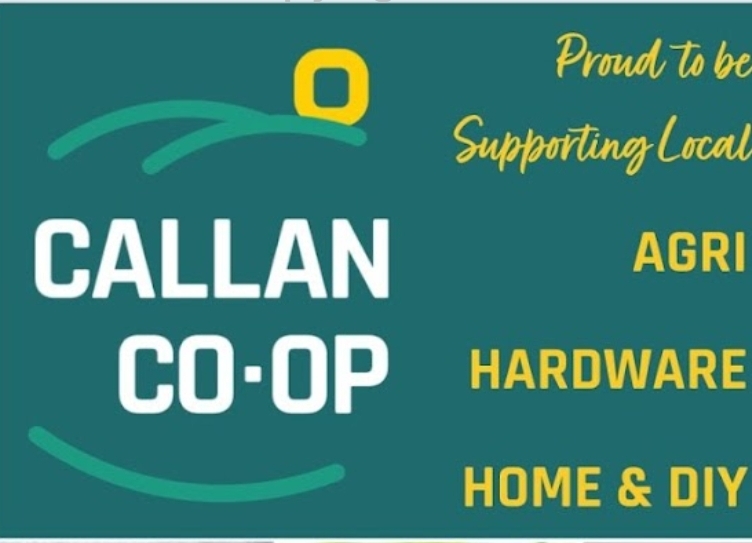 CALLAN
CO·OP
Proud to be
Supporting Local
AGRI
HARDWARE
HOME & DIY